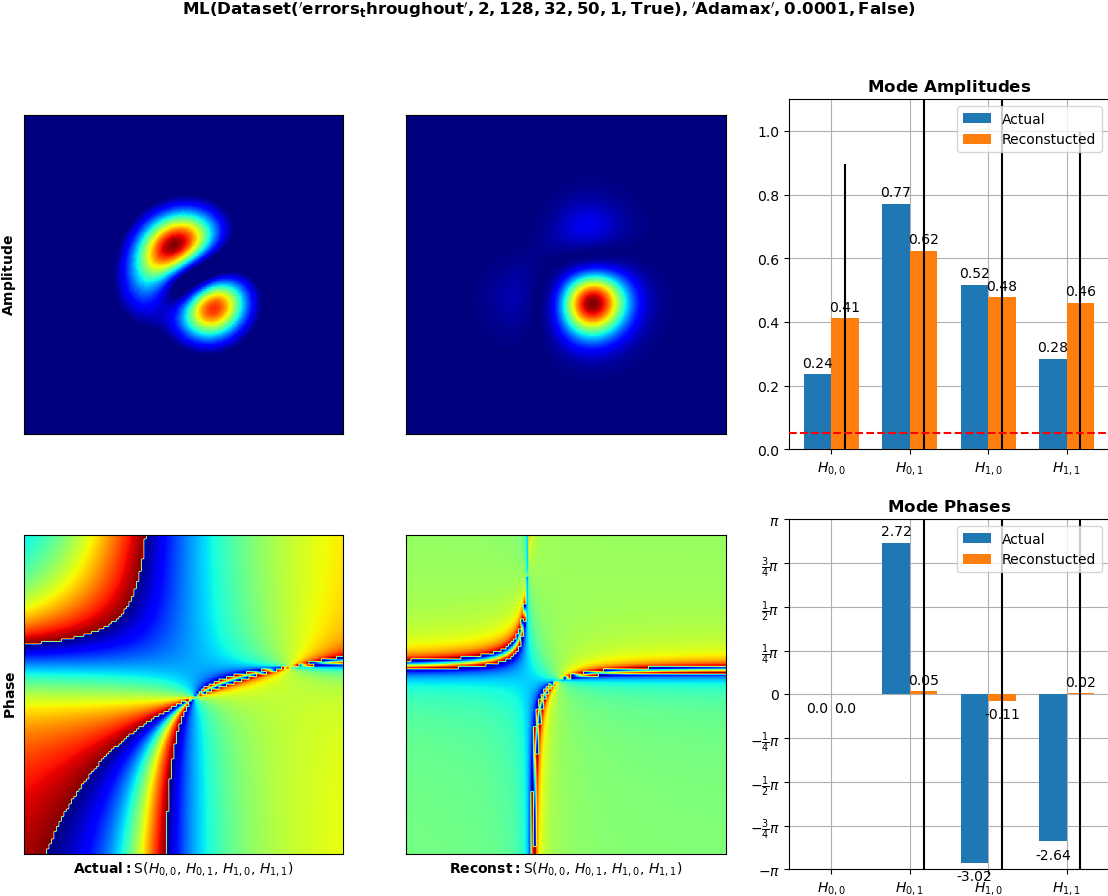 ML(Dataset('errors_throughout', 2, 128, 32, 50, 1, True), 'Adamax', 0.0001, False)
Amplitude
Mode Amplitudes
Actual
Reconstucted
1.0
0.8
0.6
0.4
0.2
0.0
0.24
0.41
0.77
0.62
0.52
0.48
0.28
0.46
H0,0
H0,1
H1,0
H1,1
Phase
Actual: S(H0,0, H0,1, H1,0, H1,1)
Reconst: S(H0,0, H0,1, H1,0, H1,1)
Mode Phases
Actual
Reconstucted
π
3/4π
1/2π
1/4π
0
−1/4π
−1/2π
−3/4π
−π
0.0
0.0
2.72
0.05
-3.02
-0.11
-2.64
0.02
H0,0
H0,1
H1,0
H1,1